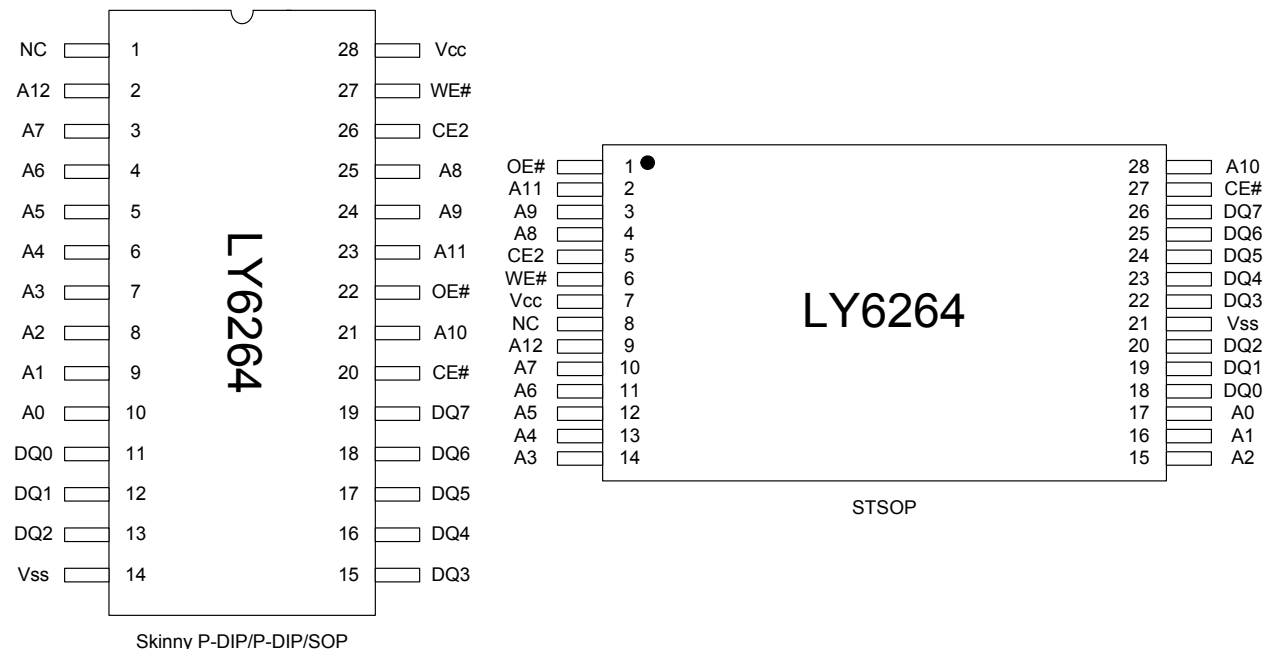 NC 1 28 Vcc
A12 2 27 WE#
A7 3 26 CE2
A6 4 25 A8
A5 5 24 A9
A4 6 23 A11
A3 7 22 OE#
A2 8 21 A10
A1 9 20 CE#
A0 10 19 DQ7
DQ0 11 18 DQ6
DQ1 12 17 DQ5
DQ2 13 16 DQ4
Vss 14 15 DQ3
LY6264
Skinny P-DIP/P-DIP/SOP
OE# 1 28 A10
A11 2 27 CE#
A9 3 26 DQ7
A8 4 25 DQ6
CE2 5 24 DQ5
WE# 6 23 DQ4
Vcc 7 22 DQ3
NC 8 21 Vss
A12 9 20 DQ2
A7 10 19 DQ1
A6 11 18 DQ0
A5 12 17 A0
A4 13 16 A1
A3 14 15 A2
LY6264
STSOP